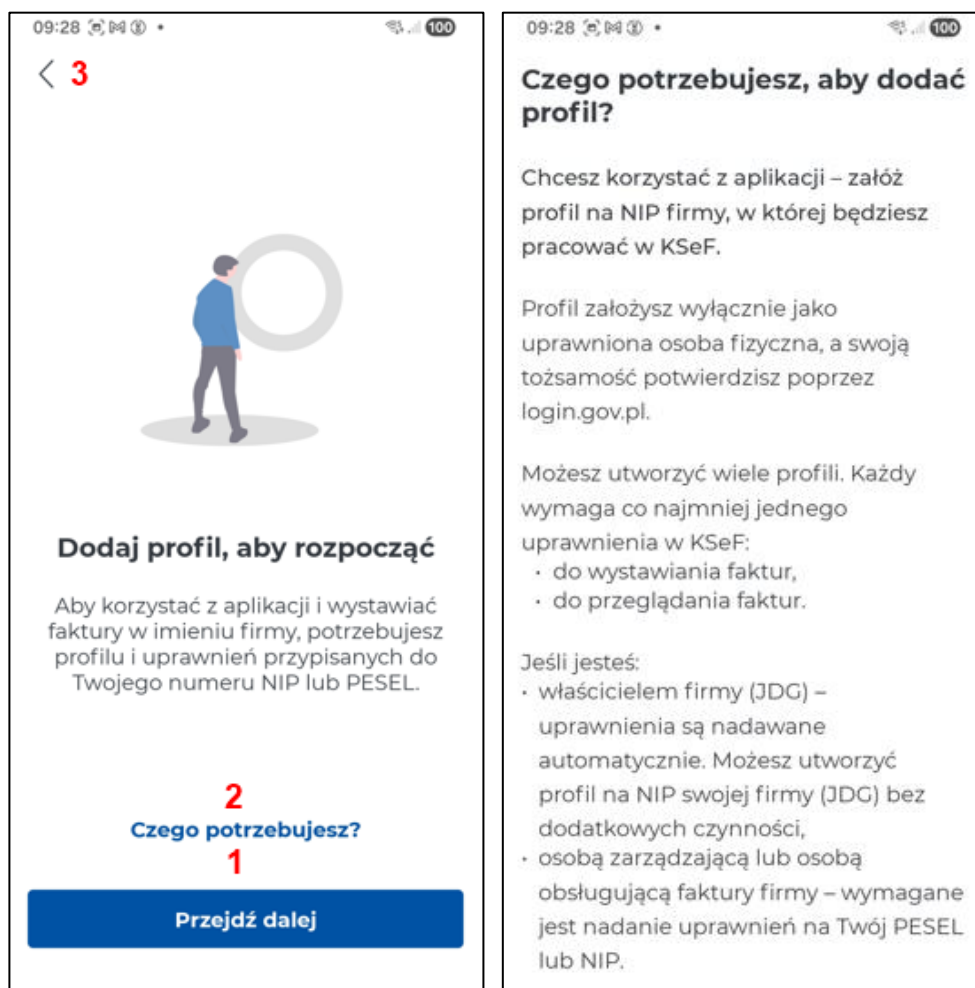 09:28
100
3
Dodaj profil, aby rozpocząć
Aby korzystać z aplikacji i wystawiać
faktury w imieniu firmy, potrzebujesz
profilu i uprawnień przypisanych do
Twojego numeru NIP lub PESEL.
2
Czego potrzebujesz?
1
Przejdź dalej
09:28
100
Czego potrzebujesz, aby dodać
profil?
Chcesz korzystać z aplikacji – załóż
profil na NIP firmy, w której będziesz
pracować w KSeF.
Profil założysz wyłącznie jako
uprawniona osoba fizyczna, a swoją
tożsamość potwierdzisz poprzez
login.gov.pl.
Możesz utworzyć wiele profili. Każdy
wymaga co najmniej jednego
uprawnienia w KSeF:
• do wystawiania faktur,
• do przeglądania faktur.
Jeśli jesteś:
• właścicielem firmy (JDG) –
uprawnienia są nadawane
automatycznie. Możesz utworzyć
profil na NIP swojej firmy (JDG) bez
dodatkowych czynności,
• osobą zarządzającą lub osobą
obsługującą faktury firmy – wymagane
jest nadanie uprawnień na Twój PESEL
lub NIP.